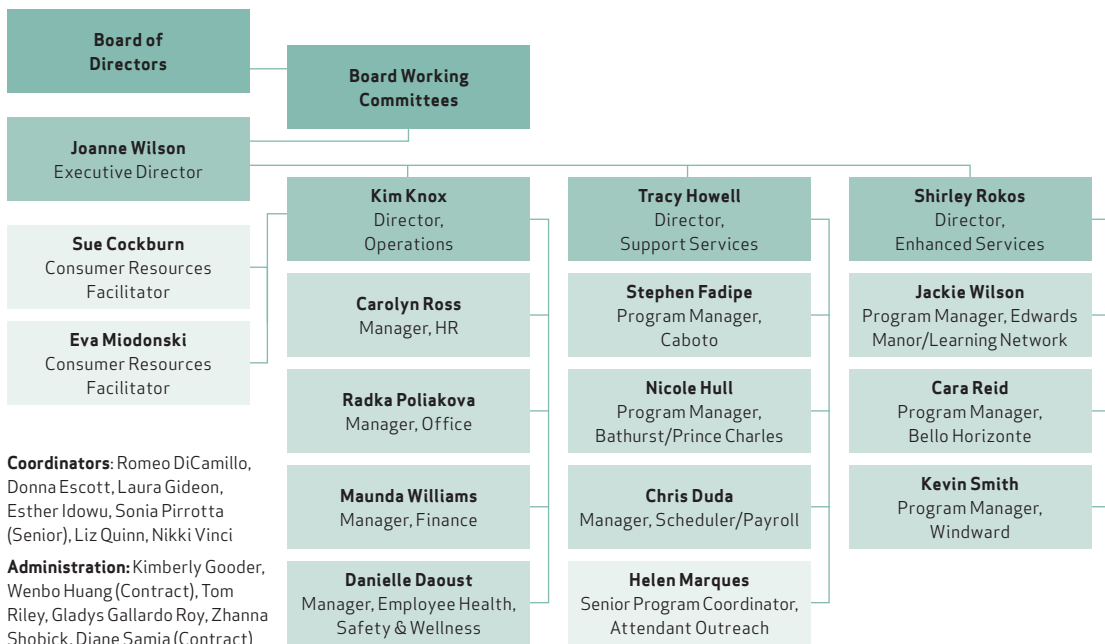 Board of
Directors
Board Working
Committees
Joanne Wilson
Executive Director
Kim Knox
Director,
Operations
Tracy Howell
Director,
Support Services
Shirley Rokos
Director,
Enhanced Services
Sue Cockburn
Consumer Resources
Facilitator
Eva Miodonski
Consumer Resources
Facilitator
Carolyn Ross
Manager, HR
Radka Poliakova
Manager, Office
Maunda Williams
Manager, Finance
Danielle Daoust
Manager, Employee Health,
Safety & Wellness
Stephen Fadipe
Program Manager,
Caboto
Nicole Hull
Program Manager,
Bathurst/Prince Charles
Chris Duda
Manager, Scheduler/Payroll
Helen Marques
Senior Program Coordinator,
Attendant Outreach
Jackie Wilson
Program Manager, Edwards
Manor/Learning Network
Cara Reid
Program Manager,
Bello Horizonte
Kevin Smith
Program Manager,
Windward
Coordinators: Romeo DiCamillo,
Donna Escott, Laura Gideon,
Esther Idowu, Sonia Pirrotta
(Senior), Liz Quinn, Nikki Vinci
Administration: Kimberly Gooder,
Wenbo Huang (Contract), Tom
Riley, Gladys Gallardo Roy, Zhanna
Shobick, Diane Samia (Contract)